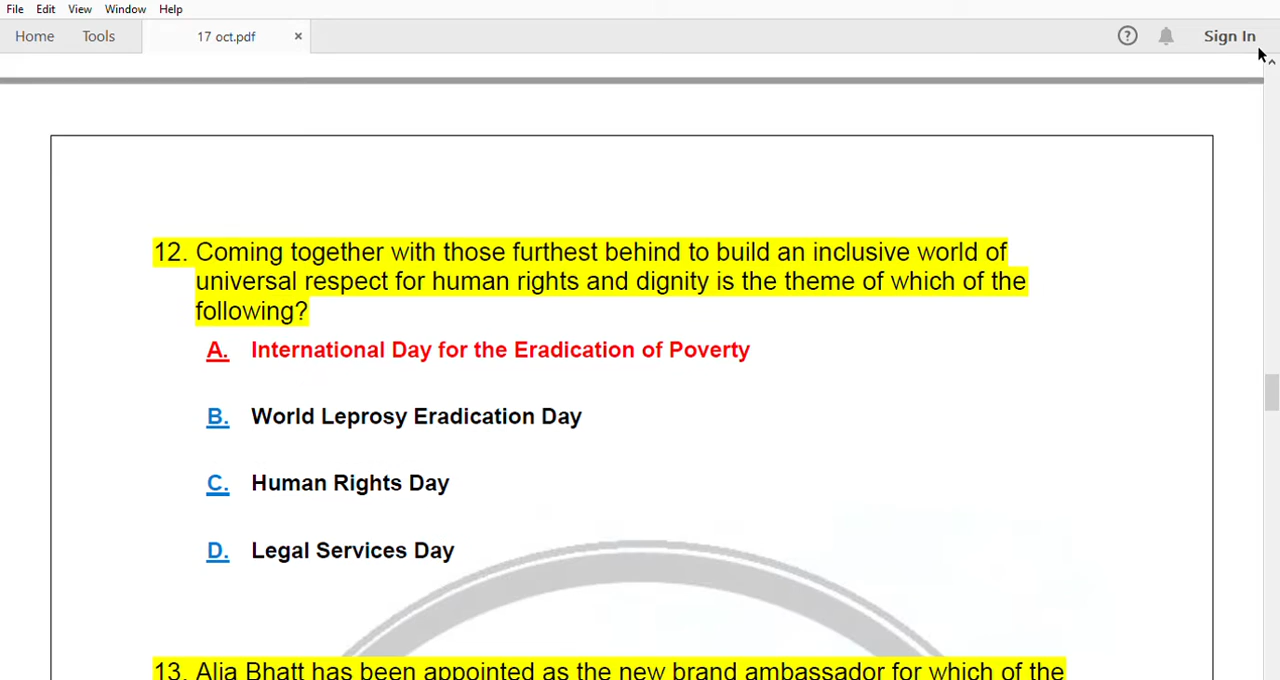 File Edit View Window Help
Home Tools 17 oct.pdf × ? Sign In
12. Coming together with those furthest behind to build an inclusive world of
universal respect for human rights and dignity is the theme of which of the
following?
A. International Day for the Eradication of Poverty
B. World Leprosy Eradication Day
C. Human Rights Day
D. Legal Services Day
13. Alia Bhatt has been appointed as the new brand ambassador for which of the